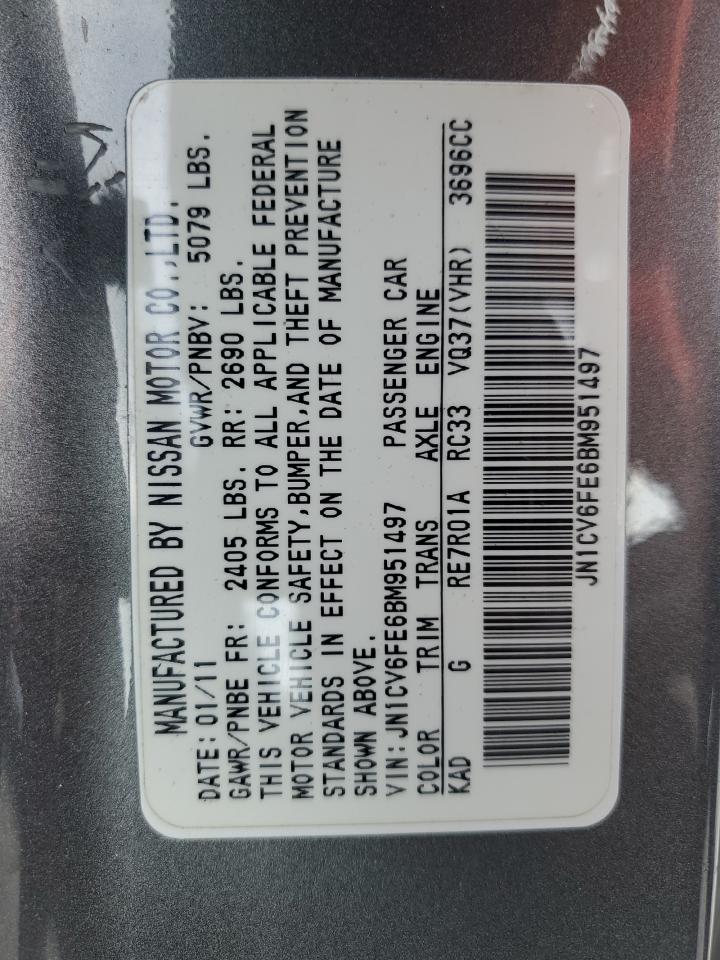 MANUFACTURED BY NISSAN MOTOR CO.,LTD.
DATE:01/11 GVWR/PNBV: 5079 LBS.
GAWR/PNBE FR: 2405 LBS. RR: 2690 LBS.
THIS VEHICLE CONFORMS TO ALL APPLICABLE FEDERAL
MOTOR VEHICLE SAFETY,BUMPER,AND THEFT PREVENTION
STANDARDS IN EFFECT ON THE DATE OF MANUFACTURE
SHOWN ABOVE.
VIN:JN1CV6FE6BM951497 PASSENGER CAR
COLOR TRIM TRANS AXLE ENGINE
KAD G RE7R01A RC33 VQ37(VHR) 3696CC
JN1CV6FE6BM951497